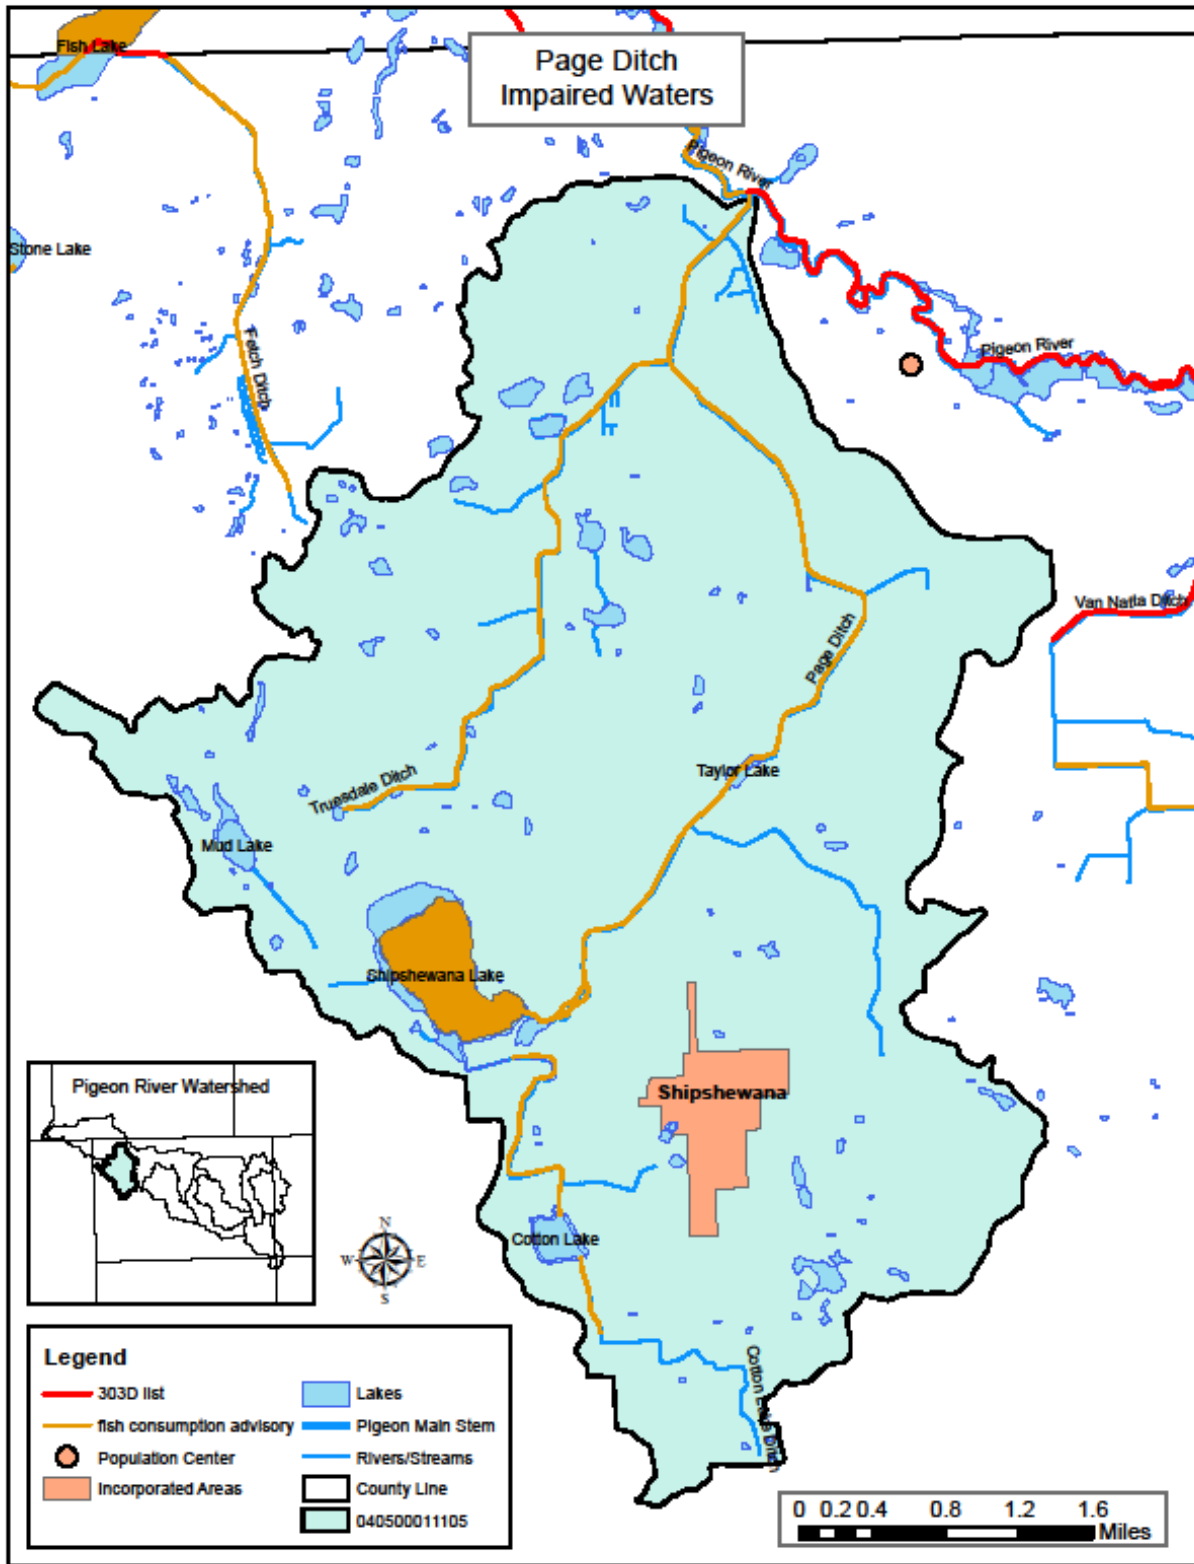 Page Ditch
Impaired Waters
Fish Lake
Stone Lake
Fetch Ditch
Pigeon River
Pigeon River
Van Natta Ditch
Page Ditch
Taylor Lake
Truesdale Ditch
Mud Lake
Shipshewana Lake
Shipshewana
Cotton Lake
Cotton Lake Ditch
Pigeon River Watershed
N
W E
S
Legend
303D list
fish consumption advisory
Population Center
Incorporated Areas
Lakes
Pigeon Main Stem
Rivers/Streams
County Line
040500011105
0 0.2 0.4 0.8 1.2 1.6
Miles